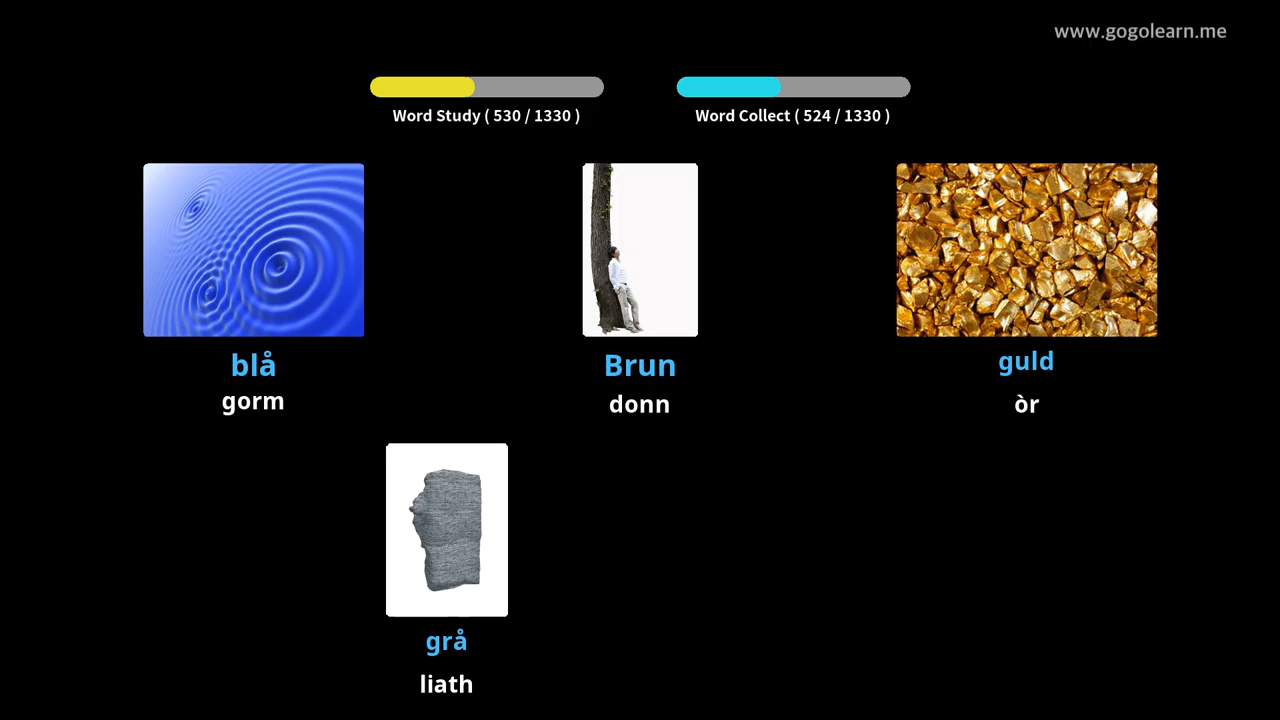 www.gogolearn.me
Word Study ( 530 / 1330 )
Word Collect ( 524 / 1330 )
blå
gorm
Brun
donn
guld
òr
grå
liath